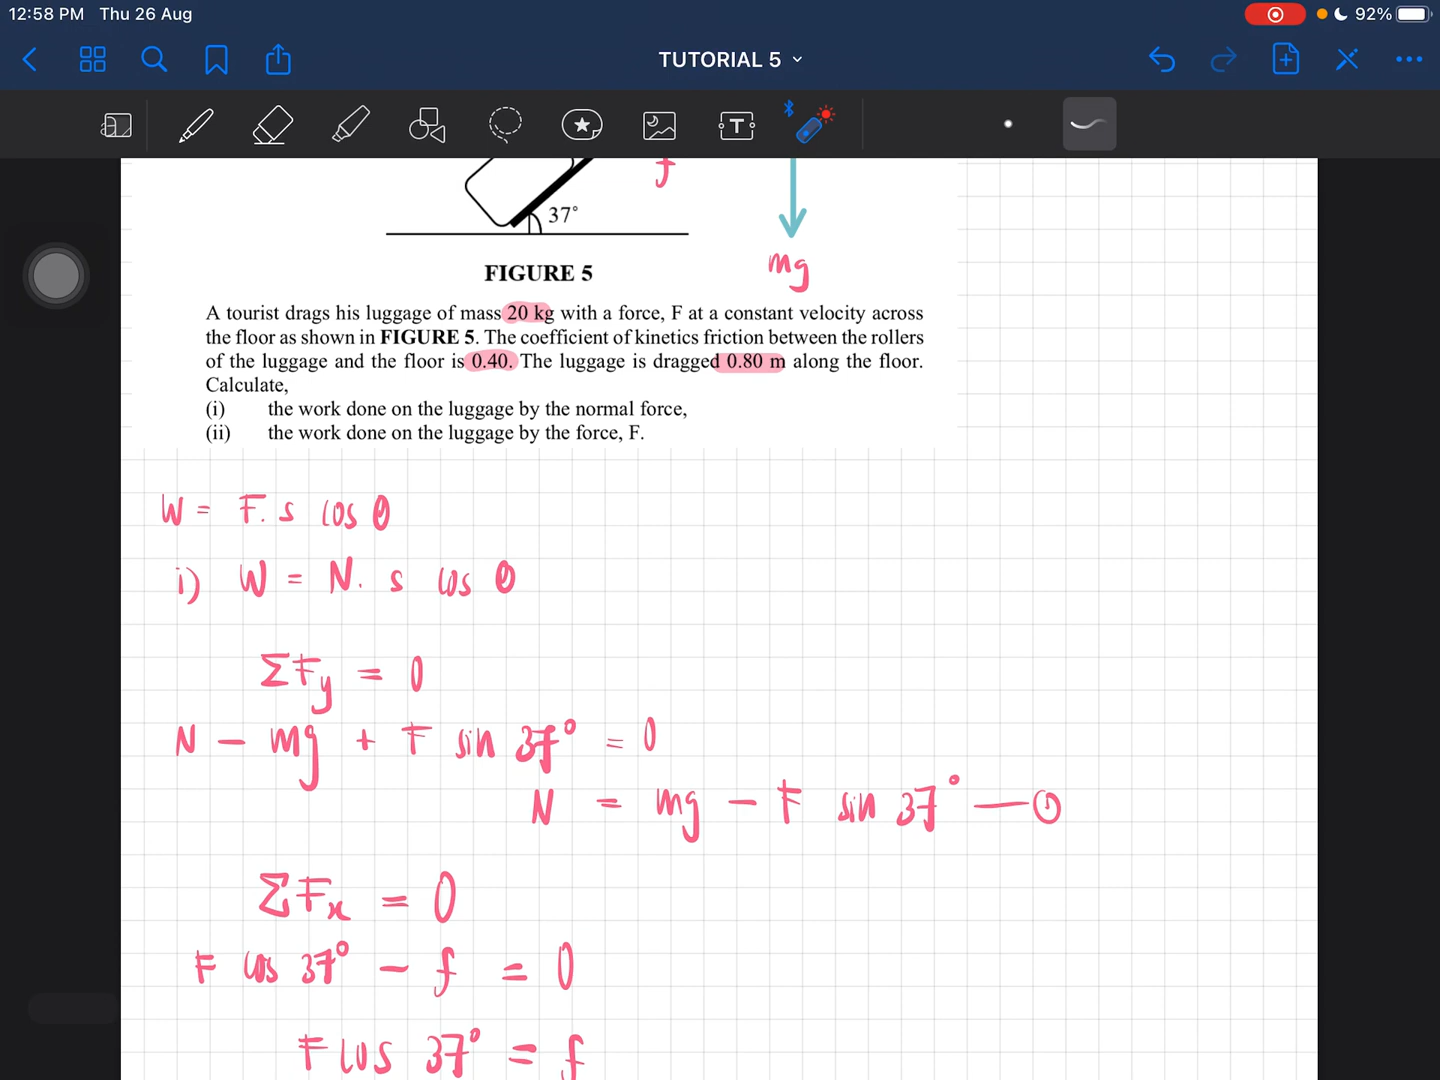 12:58 PM Thu 26 Aug
92%
TUTORIAL 5
T
f
37°
mg
FIGURE 5
A tourist drags his luggage of mass 20 kg with a force, F at a constant velocity across
the floor as shown in FIGURE 5. The coefficient of kinetics friction between the rollers
of the luggage and the floor is 0.40. The luggage is dragged 0.80 m along the floor.
Calculate,
(i) the work done on the luggage by the normal force,
(ii) the work done on the luggage by the force, F.
W = F. s cos θ
i) W = N. s cos θ
ΣFy = 0
N - mg + F sin 37° = 0
N = mg - F sin 37° — ①
ΣFx = 0
F cos 37° - f = 0
F cos 37° = f